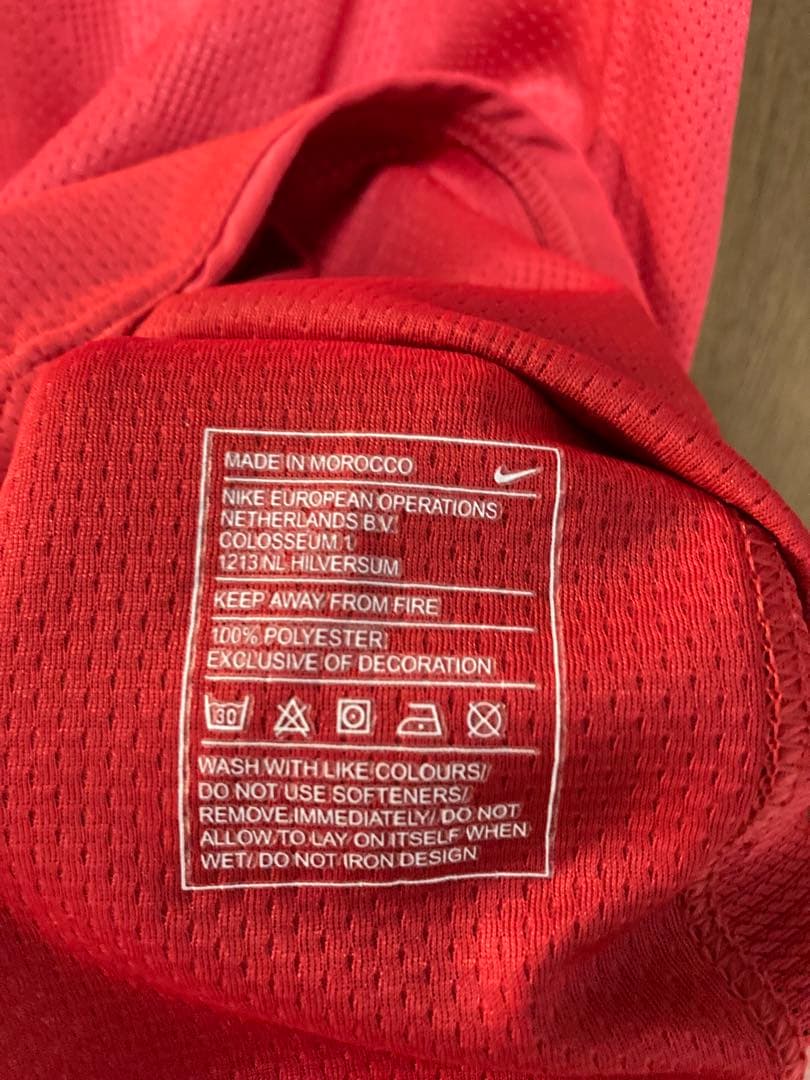 MADE IN MOROCCO
NIKE EUROPEAN OPERATIONS
NETHERLANDS B.V.
COLOSSEUM 1
1213 NL HILVERSUM
KEEP AWAY FROM FIRE
100% POLYESTER
EXCLUSIVE OF DECORATION
30
WASH WITH LIKE COLOURS/
DO NOT USE SOFTENERS/
REMOVE IMMEDIATELY/ DO NOT
ALLOW TO LAY ON ITSELF WHEN
WET/ DO NOT IRON DESIGN